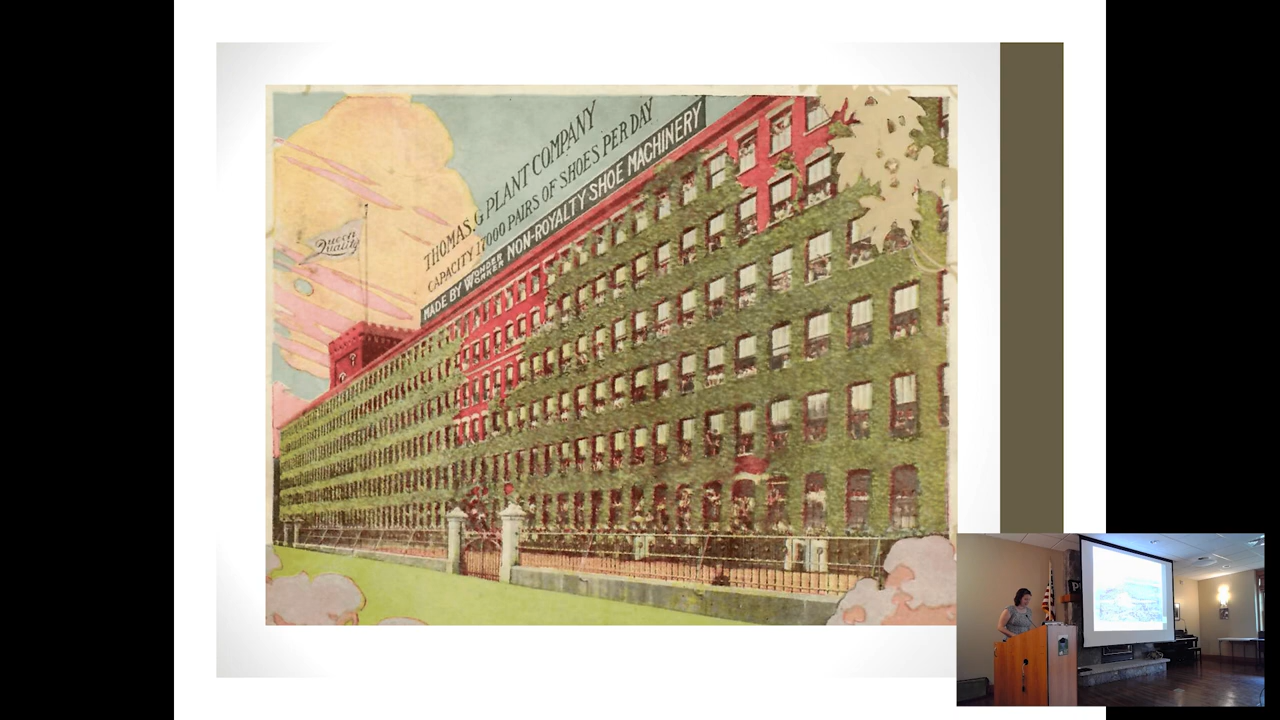 THOMAS.G PLANT COMPANY
CAPACITY 17000 PAIRS OF SHOES PER DAY
MADE BY WONDER WORKER NON-ROYALTY SHOE MACHINERY
Queen
Quality